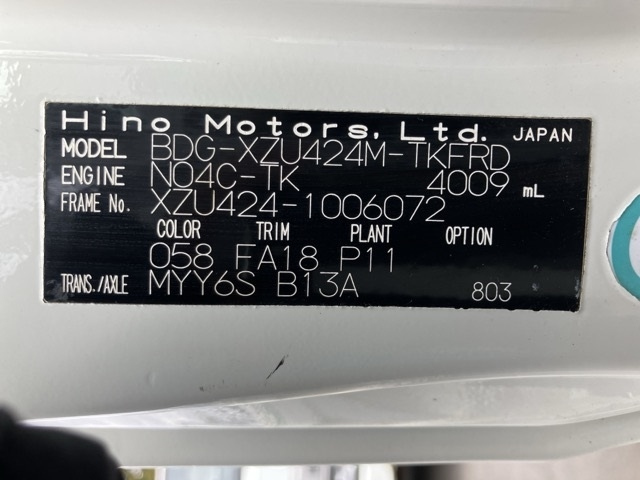 Hino Motors, Ltd. JAPAN
MODEL BDG-XZU424M-TKFRD
ENGINE N04C-TK 4009 mL
FRAME No. XZU424-1006072
COLOR TRIM PLANT OPTION
058 FA18 P11
TRANS./AXLE MYY6S B13A 803